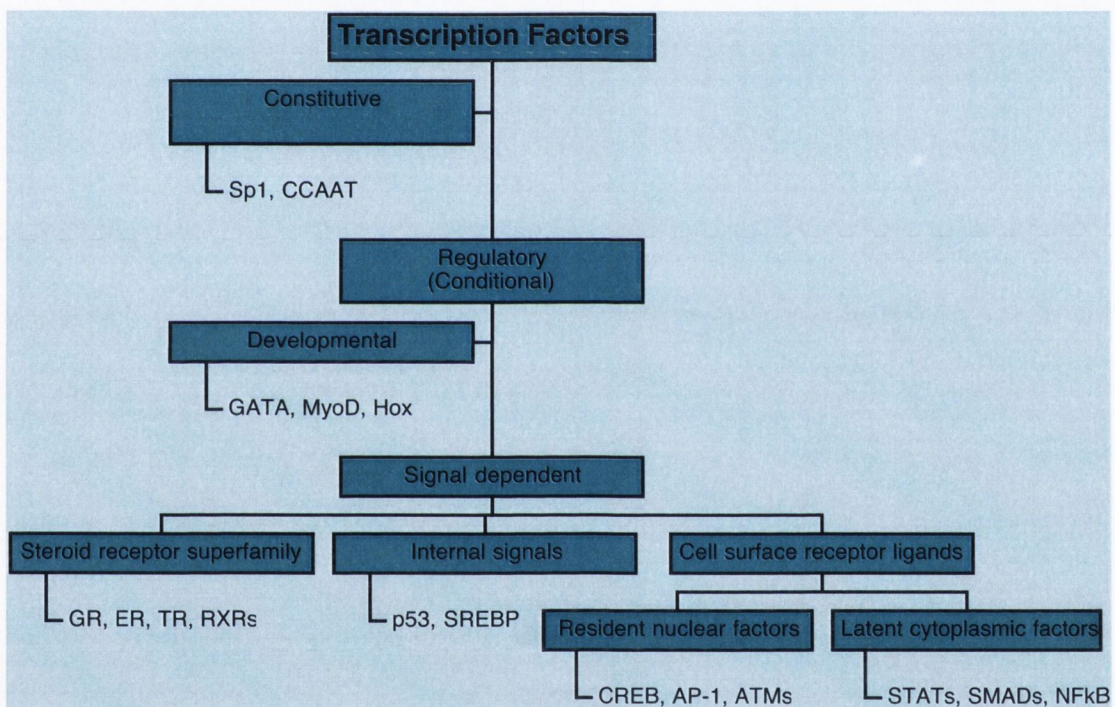 Transcription Factors
Constitutive
Sp1, CCAAT
Regulatory
(Conditional)
Developmental
GATA, MyoD, Hox
Signal dependent
Steroid receptor superfamily
Internal signals
Cell surface receptor ligands
GR, ER, TR, RXRs
p53, SREBP
Resident nuclear factors
Latent cytoplasmic factors
CREB, AP-1, ATMs
STATs, SMADs, NFkB